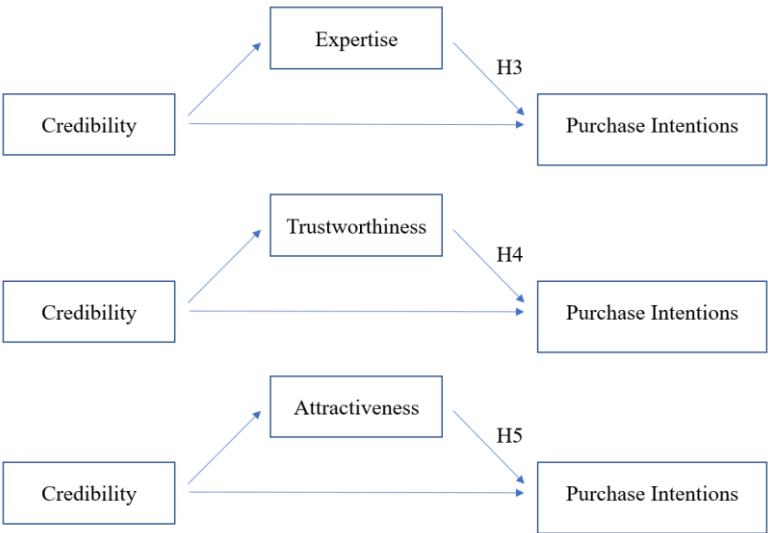 Expertise
H3
Credibility
Purchase Intentions
Trustworthiness
H4
Credibility
Purchase Intentions
Attractiveness
H5
Credibility
Purchase Intentions